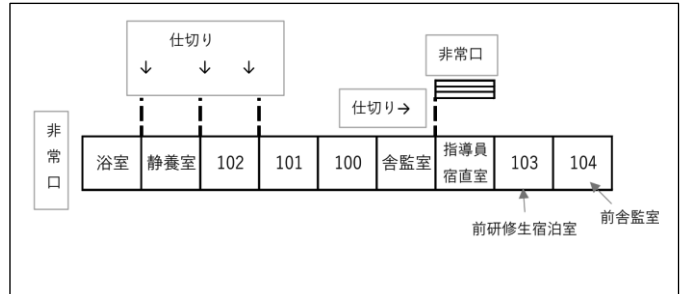 仕切り
↓ ↓ ↓
非常口
仕切り→
非常口
浴室 静養室 102 101 100 舎監室 指導員宿直室 103 104
前研修生宿泊室
前舎監室